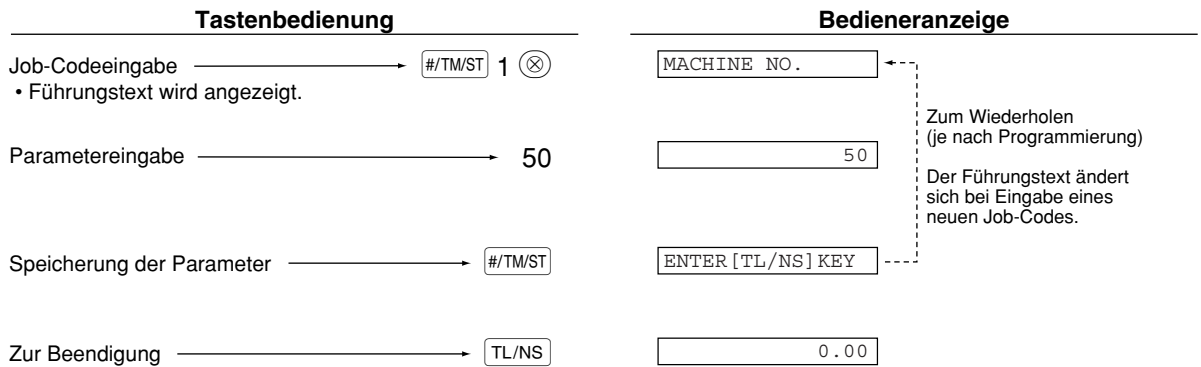 Tastenbedienung Bedieneranzeige
Job-Codeeingabe #/TM/ST 1 ⊗ MACHINE NO.
• Führungstext wird angezeigt.
Zum Wiederholen
(je nach Programmierung)
Parametereingabe 50 50
Der Führungstext ändert
sich bei Eingabe eines
neuen Job-Codes.
Speicherung der Parameter #/TM/ST ENTER[TL/NS]KEY
Zur Beendigung TL/NS 0.00